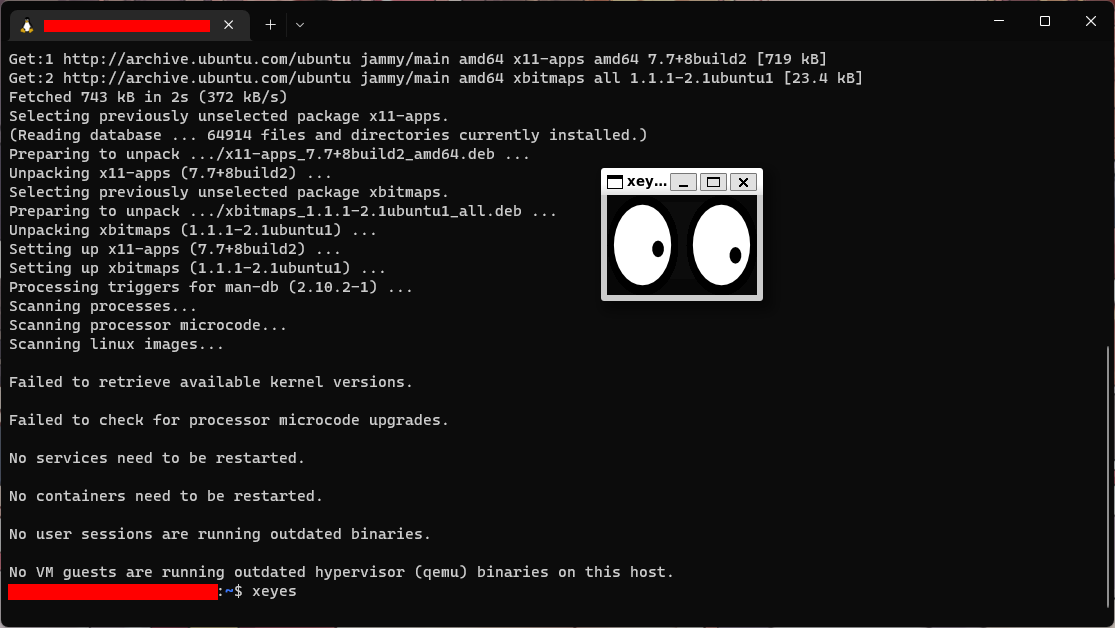 Get:1 http://archive.ubuntu.com/ubuntu jammy/main amd64 x11-apps amd64 7.7+8build2 [719 kB]
Get:2 http://archive.ubuntu.com/ubuntu jammy/main amd64 xbitmaps all 1.1.1-2.1ubuntu1 [23.4 kB]
Fetched 743 kB in 2s (372 kB/s)
Selecting previously unselected package x11-apps.
(Reading database ... 64914 files and directories currently installed.)
Preparing to unpack .../x11-apps_7.7+8build2_amd64.deb ...
Unpacking x11-apps (7.7+8build2) ...
Selecting previously unselected package xbitmaps.
Preparing to unpack .../xbitmaps_1.1.1-2.1ubuntu1_all.deb ...
Unpacking xbitmaps (1.1.1-2.1ubuntu1) ...
Setting up x11-apps (7.7+8build2) ...
Setting up xbitmaps (1.1.1-2.1ubuntu1) ...
Processing triggers for man-db (2.10.2-1) ...
Scanning processes...
Scanning processor microcode...
Scanning linux images...
Failed to retrieve available kernel versions.
Failed to check for processor microcode upgrades.
No services need to be restarted.
No containers need to be restarted.
No user sessions are running outdated binaries.
No VM guests are running outdated hypervisor (qemu) binaries on this host.
:~$ xeyes
xey...